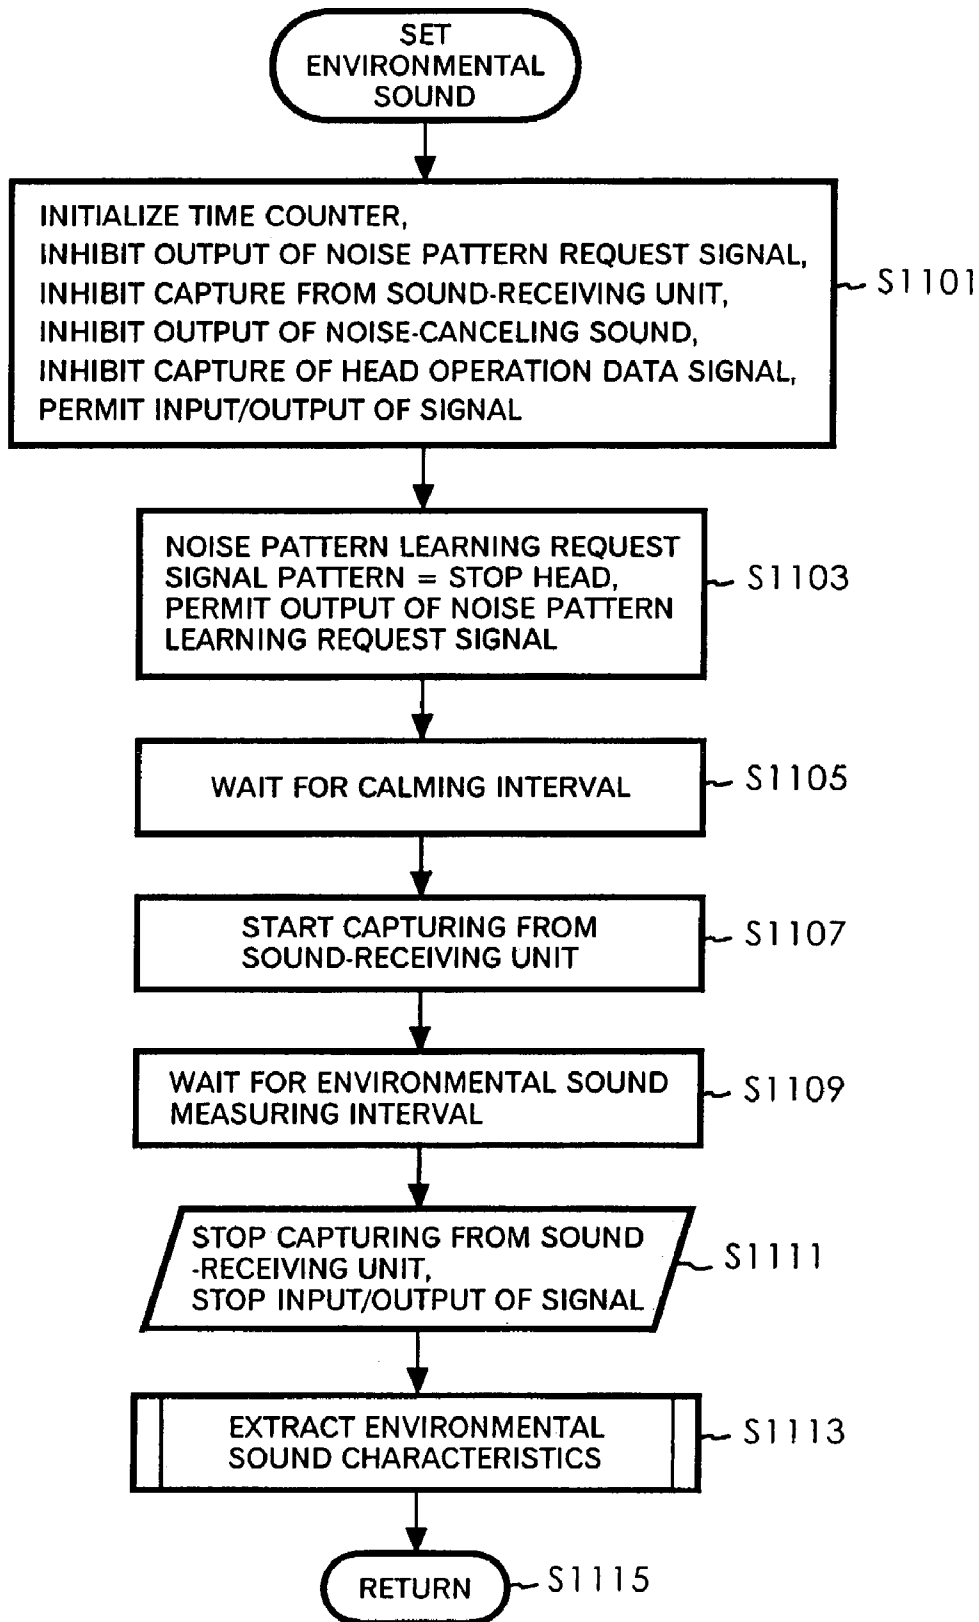 SET
ENVIRONMENTAL
SOUND
INITIALIZE TIME COUNTER,
INHIBIT OUTPUT OF NOISE PATTERN REQUEST SIGNAL,
INHIBIT CAPTURE FROM SOUND-RECEIVING UNIT,
INHIBIT OUTPUT OF NOISE-CANCELING SOUND,
INHIBIT CAPTURE OF HEAD OPERATION DATA SIGNAL,
PERMIT INPUT/OUTPUT OF SIGNAL
S1101
NOISE PATTERN LEARNING REQUEST
SIGNAL PATTERN = STOP HEAD,
PERMIT OUTPUT OF NOISE PATTERN
LEARNING REQUEST SIGNAL
S1103
WAIT FOR CALMING INTERVAL
S1105
START CAPTURING FROM
SOUND-RECEIVING UNIT
S1107
WAIT FOR ENVIRONMENTAL SOUND
MEASURING INTERVAL
S1109
STOP CAPTURING FROM SOUND
-RECEIVING UNIT,
STOP INPUT/OUTPUT OF SIGNAL
S1111
EXTRACT ENVIRONMENTAL
SOUND CHARACTERISTICS
S1113
RETURN
S1115